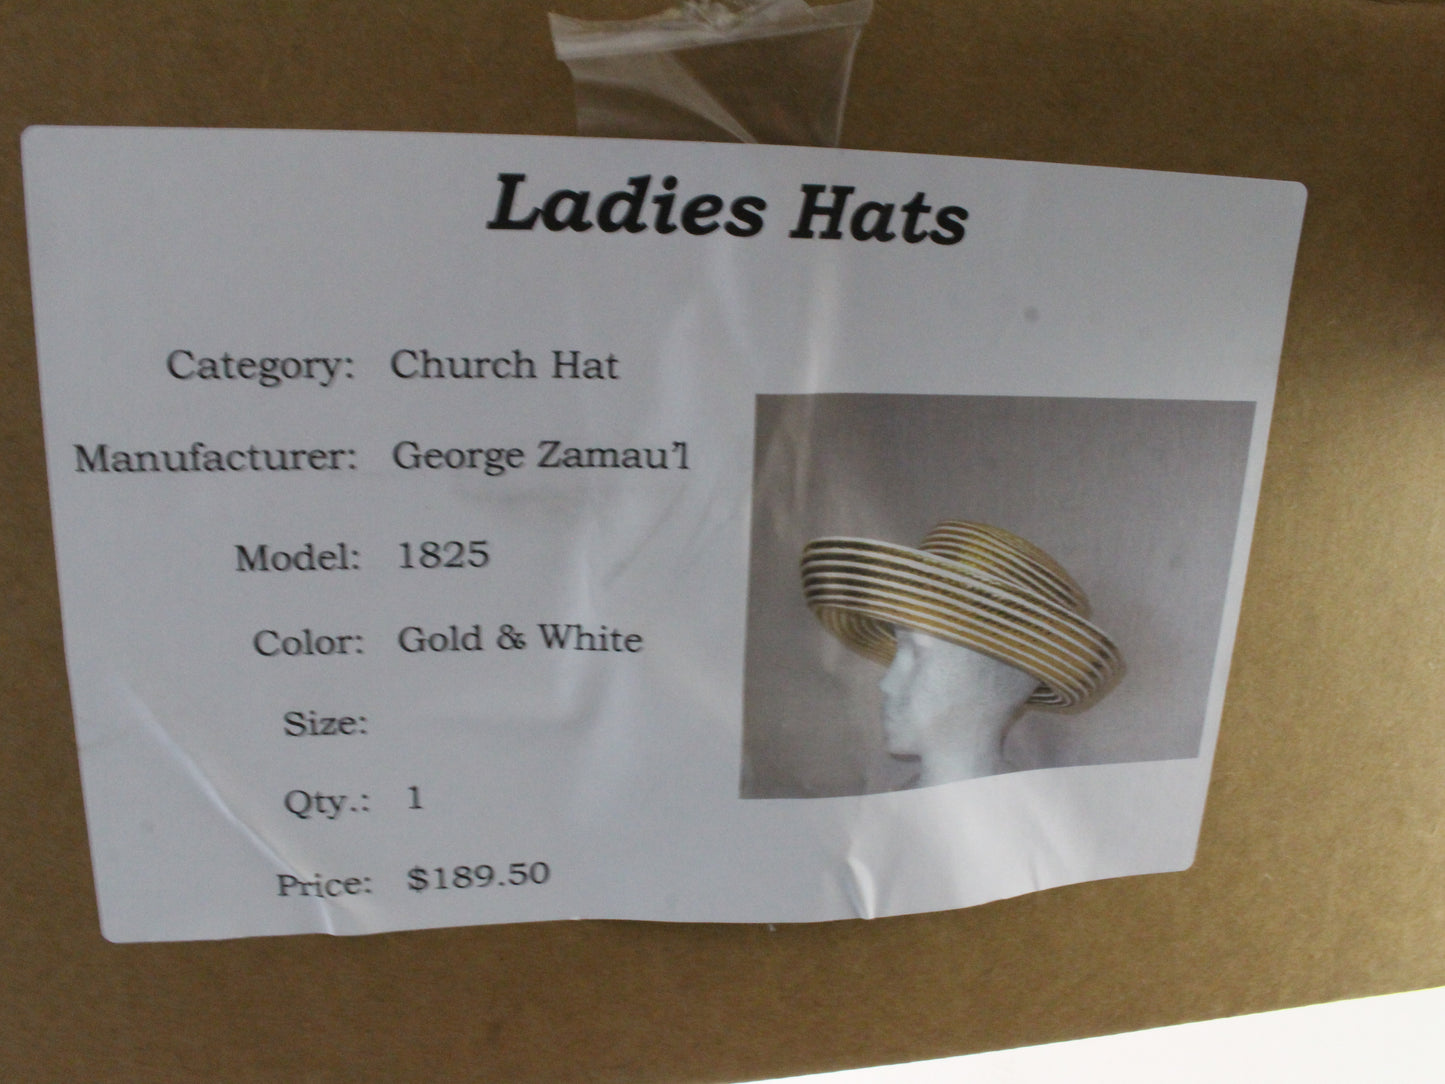 Ladies Hats
Category: Church Hat
Manufacturer: George Zamau'l
Model: 1825
Color: Gold & White
Size:
Qty.: 1
Price: $189.50